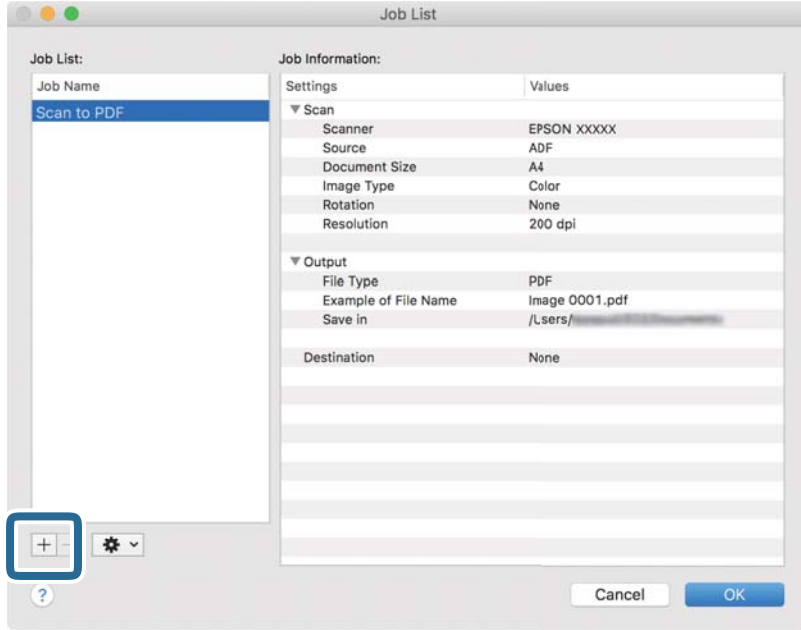 Job List
Job List: Job Information:
Job Name Settings Values
Scan to PDF
Scan
Scanner EPSON XXXXX
Source ADF
Document Size A4
Image Type Color
Rotation None
Resolution 200 dpi
Output
File Type PDF
Example of File Name Image 0001.pdf
Save in /Users/
Destination None
+ -
?
Cancel OK